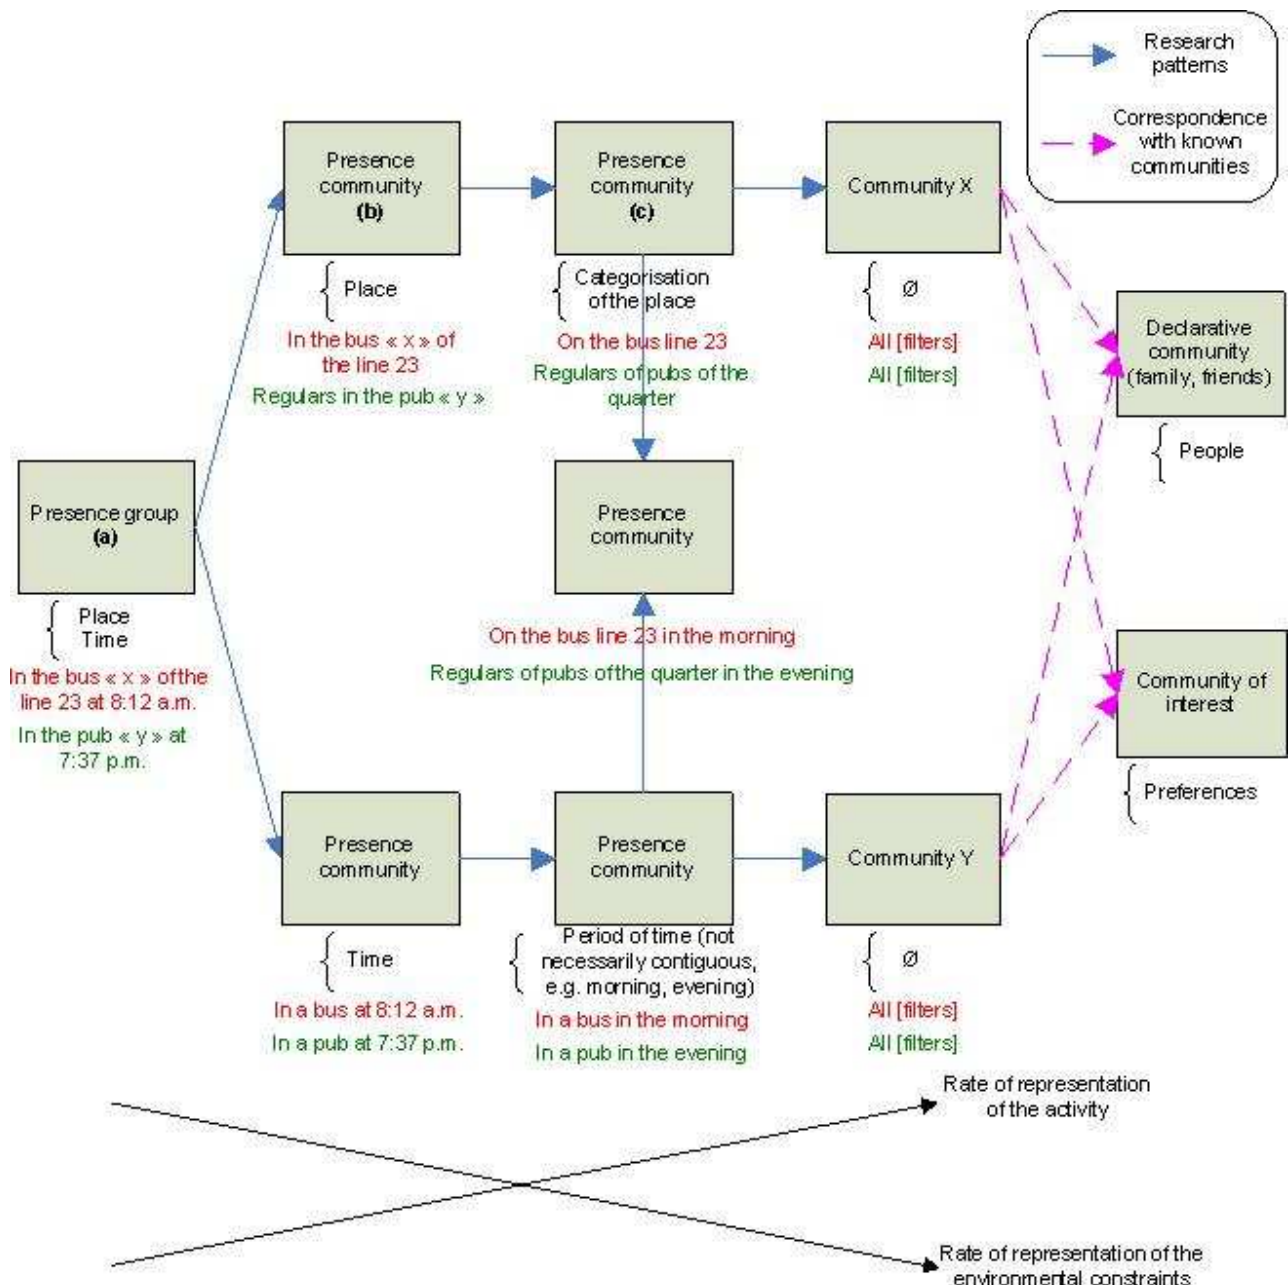 Research
patterns
Correspondence
with known
communities
Presence
community
(b)
Presence
community
(c)
Community X
Place
Categorisation
of the place
Ø
In the bus « x » of
the line 23
Regulars in the pub « y »
On the bus line 23
Regulars of pubs of the
quarter
All [filters]
All [filters]
Declarative
community
(family, friends)
People
Presence group
(a)
Place
Time
In the bus « x » of the
line 23 at 8:12 a.m.
In the pub « y » at
7:37 p.m.
Presence
community
On the bus line 23 in the morning
Regulars of pubs of the quarter in the evening
Community of
interest
Preferences
Presence
community
Presence
community
Community Y
Time
Period of time (not
necessarily contiguous,
e.g. morning, evening)
Ø
In a bus at 8:12 a.m.
In a pub at 7:37 p.m.
In a bus in the morning
In a pub in the evening
All [filters]
All [filters]
Rate of representation
of the activity
Rate of representation of the
environmental constraints